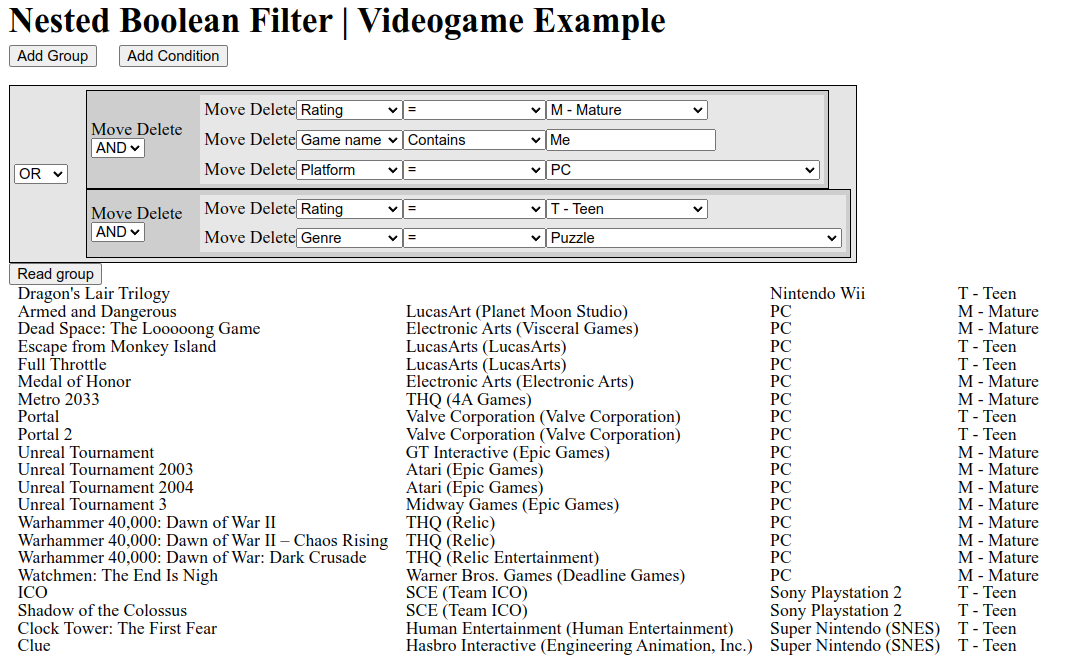 Nested Boolean Filter | Videogame Example
Add Group Add Condition
Move Delete Rating = M - Mature
Move Delete Game name Contains Me
Move Delete Platform = PC
Move Delete
AND
OR
Move Delete Rating = T - Teen
Move Delete Genre = Puzzle
Move Delete
AND
Read group
Dragon's Lair Trilogy Nintendo Wii T - Teen
Armed and Dangerous LucasArt (Planet Moon Studio) PC M - Mature
Dead Space: The Looooong Game Electronic Arts (Visceral Games) PC M - Mature
Escape from Monkey Island LucasArts (LucasArts) PC T - Teen
Full Throttle LucasArts (LucasArts) PC T - Teen
Medal of Honor Electronic Arts (Electronic Arts) PC M - Mature
Metro 2033 THQ (4A Games) PC M - Mature
Portal Valve Corporation (Valve Corporation) PC T - Teen
Portal 2 Valve Corporation (Valve Corporation) PC T - Teen
Unreal Tournament GT Interactive (Epic Games) PC M - Mature
Unreal Tournament 2003 Atari (Epic Games) PC M - Mature
Unreal Tournament 2004 Atari (Epic Games) PC M - Mature
Unreal Tournament 3 Midway Games (Epic Games) PC M - Mature
Warhammer 40,000: Dawn of War II THQ (Relic) PC M - Mature
Warhammer 40,000: Dawn of War II – Chaos Rising THQ (Relic) PC M - Mature
Warhammer 40,000: Dawn of War: Dark Crusade THQ (Relic Entertainment) PC M - Mature
Watchmen: The End Is Nigh Warner Bros. Games (Deadline Games) PC M - Mature
ICO SCE (Team ICO) Sony Playstation 2 T - Teen
Shadow of the Colossus SCE (Team ICO) Sony Playstation 2 T - Teen
Clock Tower: The First Fear Human Entertainment (Human Entertainment) Super Nintendo (SNES) T - Teen
Clue Hasbro Interactive (Engineering Animation, Inc.) Super Nintendo (SNES) T - Teen